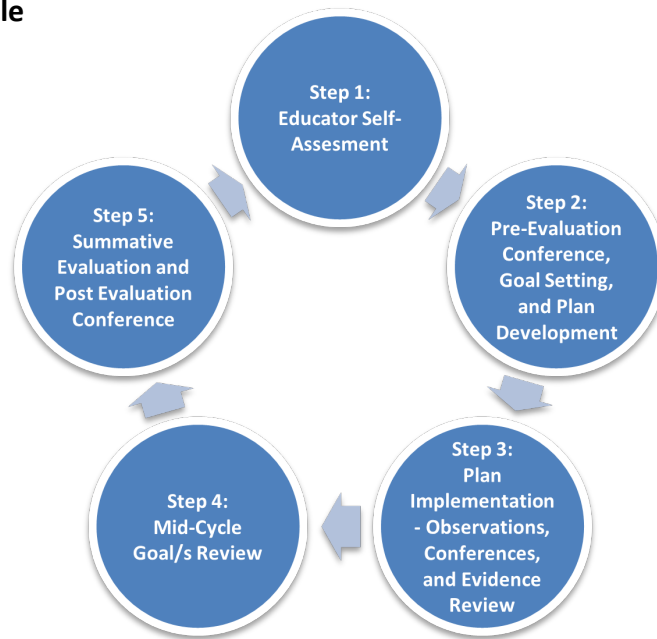 le
Step 1:
Educator Self-
Assesment
Step 2:
Pre-Evaluation
Conference,
Goal Setting,
and Plan
Development
Step 3:
Plan
Implementation
- Observations,
Conferences,
and Evidence
Review
Step 4:
Mid-Cycle
Goal/s Review
Step 5:
Summative
Evaluation and
Post Evaluation
Conference